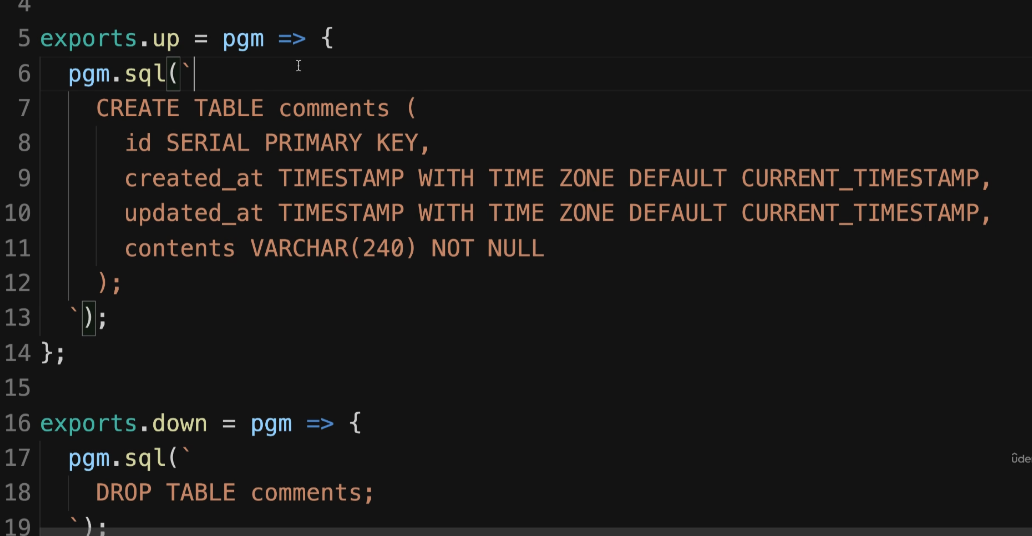 4
5 exports.up = pgm => {
6 pgm.sql(`
7 CREATE TABLE comments (
8 id SERIAL PRIMARY KEY,
9 created_at TIMESTAMP WITH TIME ZONE DEFAULT CURRENT_TIMESTAMP,
10 updated_at TIMESTAMP WITH TIME ZONE DEFAULT CURRENT_TIMESTAMP,
11 contents VARCHAR(240) NOT NULL
12 );
13 `);
14 };
15
16 exports.down = pgm => {
17 pgm.sql(`
18 DROP TABLE comments;
19 `);